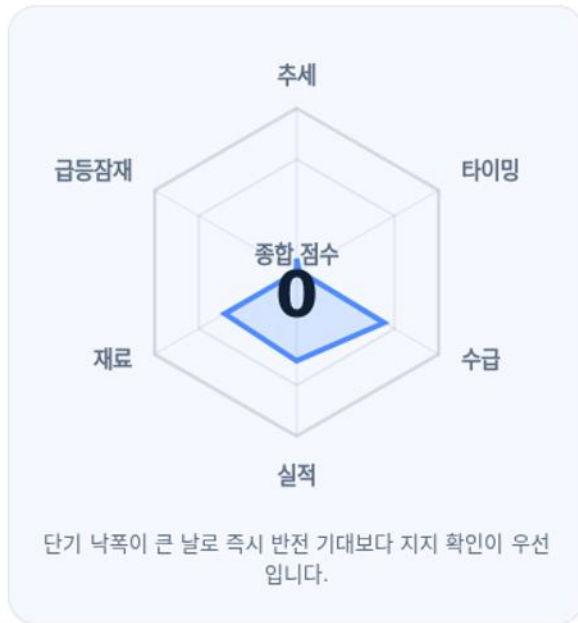 추세
급등잠재
타이밍
종합 점수
0
재료
수급
실적
단기 낙폭이 큰 날로 즉시 반전 기대보다 지지 확인이 우선
입니다.